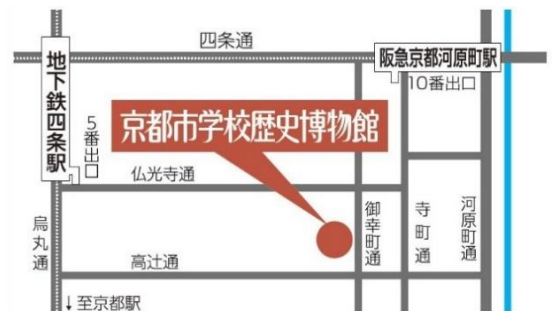 四条通
阪急京都河原町駅
10番出口
地下鉄四条駅
5番出口
京都市学校歴史博物館
仏光寺通
烏丸通
御幸町通
寺町通
河原町通
高辻通
↓至京都駅